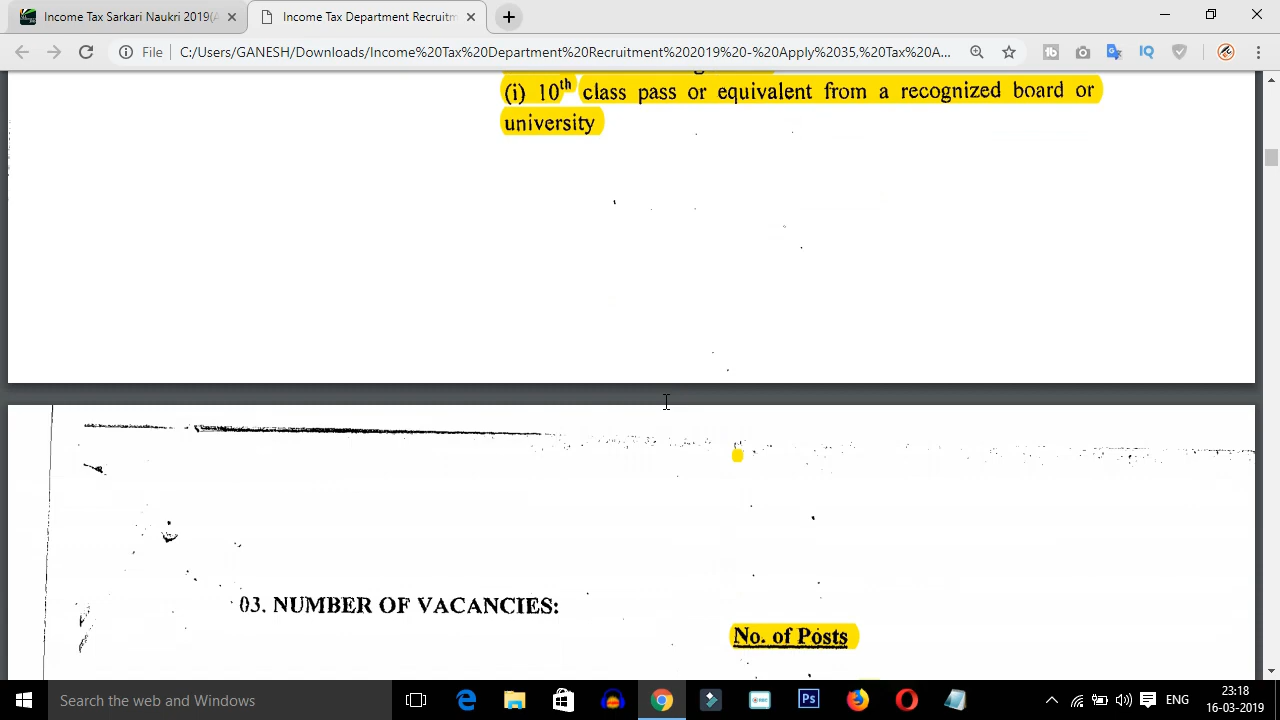 Income Tax Sarkari Naukri 2019(A
Income Tax Department Recruitm
File
C:/Users/GANESH/Downloads/Income%20Tax%20Department%20Recruitment%202019%20-%20Apply%2035,%20Tax%20A...
(i) 10th class pass or equivalent from a recognized board or
university
03. NUMBER OF VACANCIES:
No. of Posts
Search the web and Windows
ENG
23:18
16-03-2019